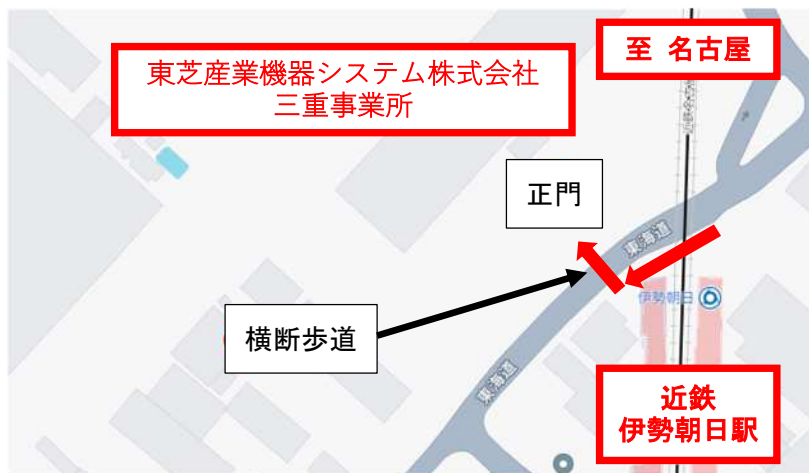 至 名古屋
東芝産業機器システム株式会社
三重事業所
正門
東海道
伊勢朝日
横断歩道
東海道
近鉄
伊勢朝日駅